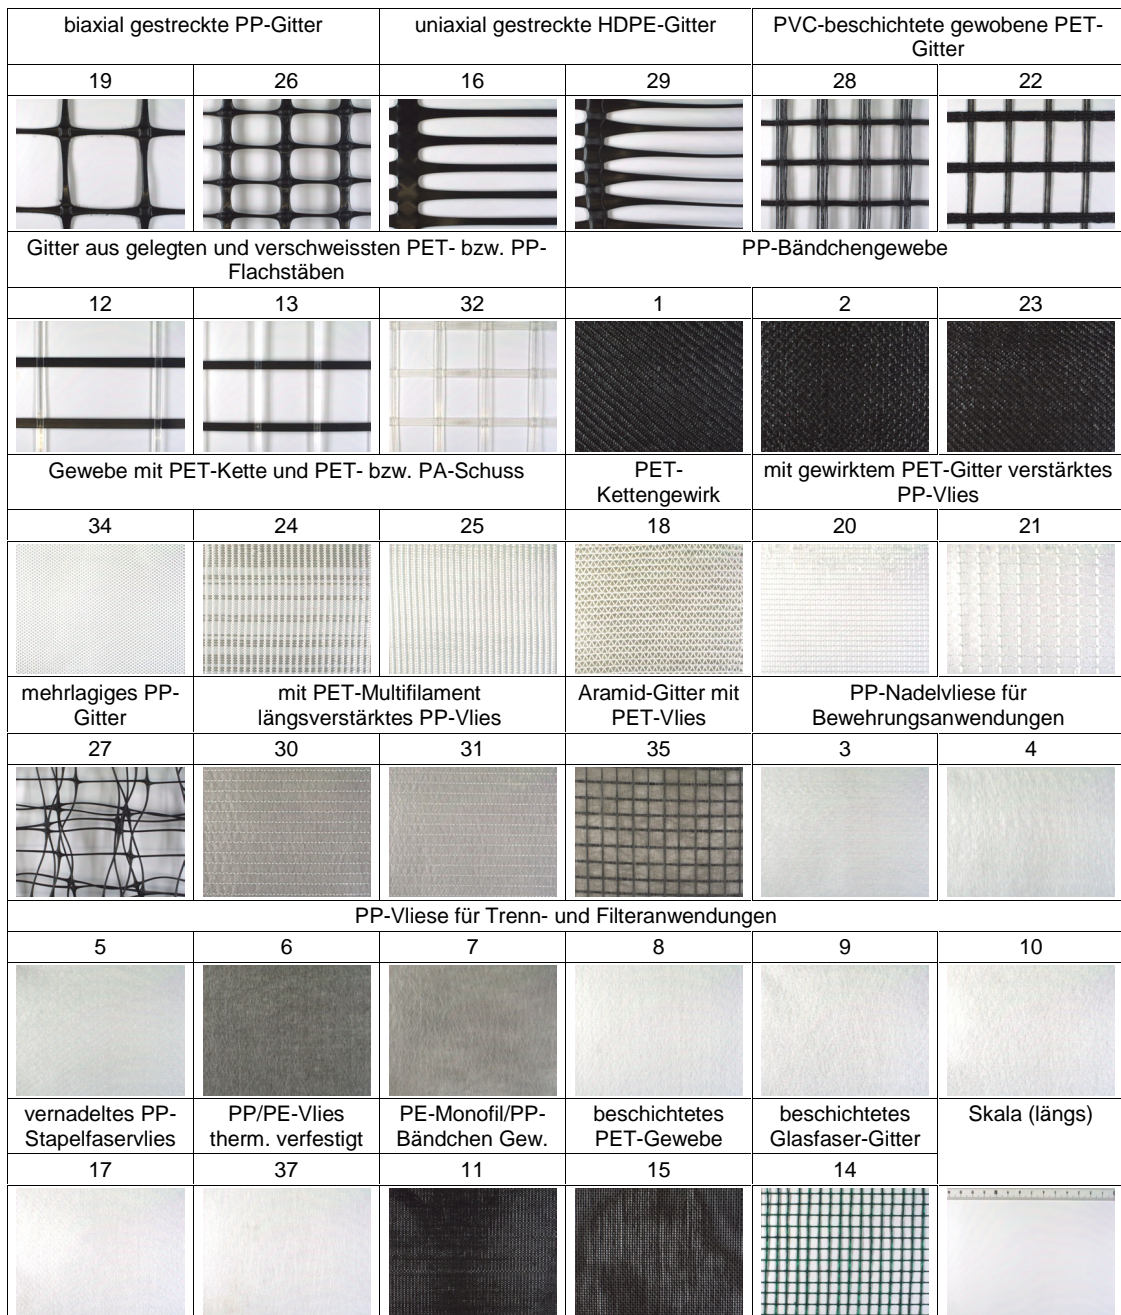 biaxial gestreckte PP-Gitter
uniaxial gestreckte HDPE-Gitter
PVC-beschichtete gewobene PET-
Gitter
19
26
16
29
28
22
Gitter aus gelegten und verschweissten PET- bzw. PP-
Flachstäben
PP-Bändchengewebe
12
13
32
1
2
23
Gewebe mit PET-Kette und PET- bzw. PA-Schuss
PET-
Kettengewirk
mit gewirktem PET-Gitter verstärktes
PP-Vlies
34
24
25
18
20
21
mehrlagiges PP-
Gitter
mit PET-Multifilament
längsverstärktes PP-Vlies
Aramid-Gitter mit
PET-Vlies
PP-Nadelvliese für
Bewehrungsanwendungen
27
30
31
35
3
4
PP-Vliese für Trenn- und Filteranwendungen
5
6
7
8
9
10
vernadeltes PP-
Stapelfaservlies
PP/PE-Vlies
therm. verfestigt
PE-Monofil/PP-
Bändchen Gew.
beschichtetes
PET-Gewebe
beschichtetes
Glasfaser-Gitter
Skala (längs)
17
37
11
15
14